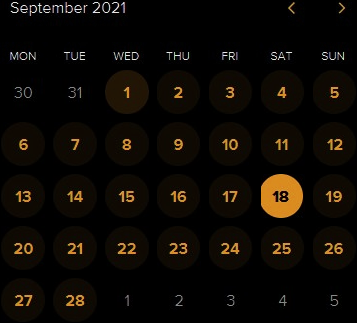 September 2021
MON TUE WED THU FRI SAT SUN
30 31 1 2 3 4 5
6 7 8 9 10 11 12
13 14 15 16 17 18 19
20 21 22 23 24 25 26
27 28 1 2 3 4 5